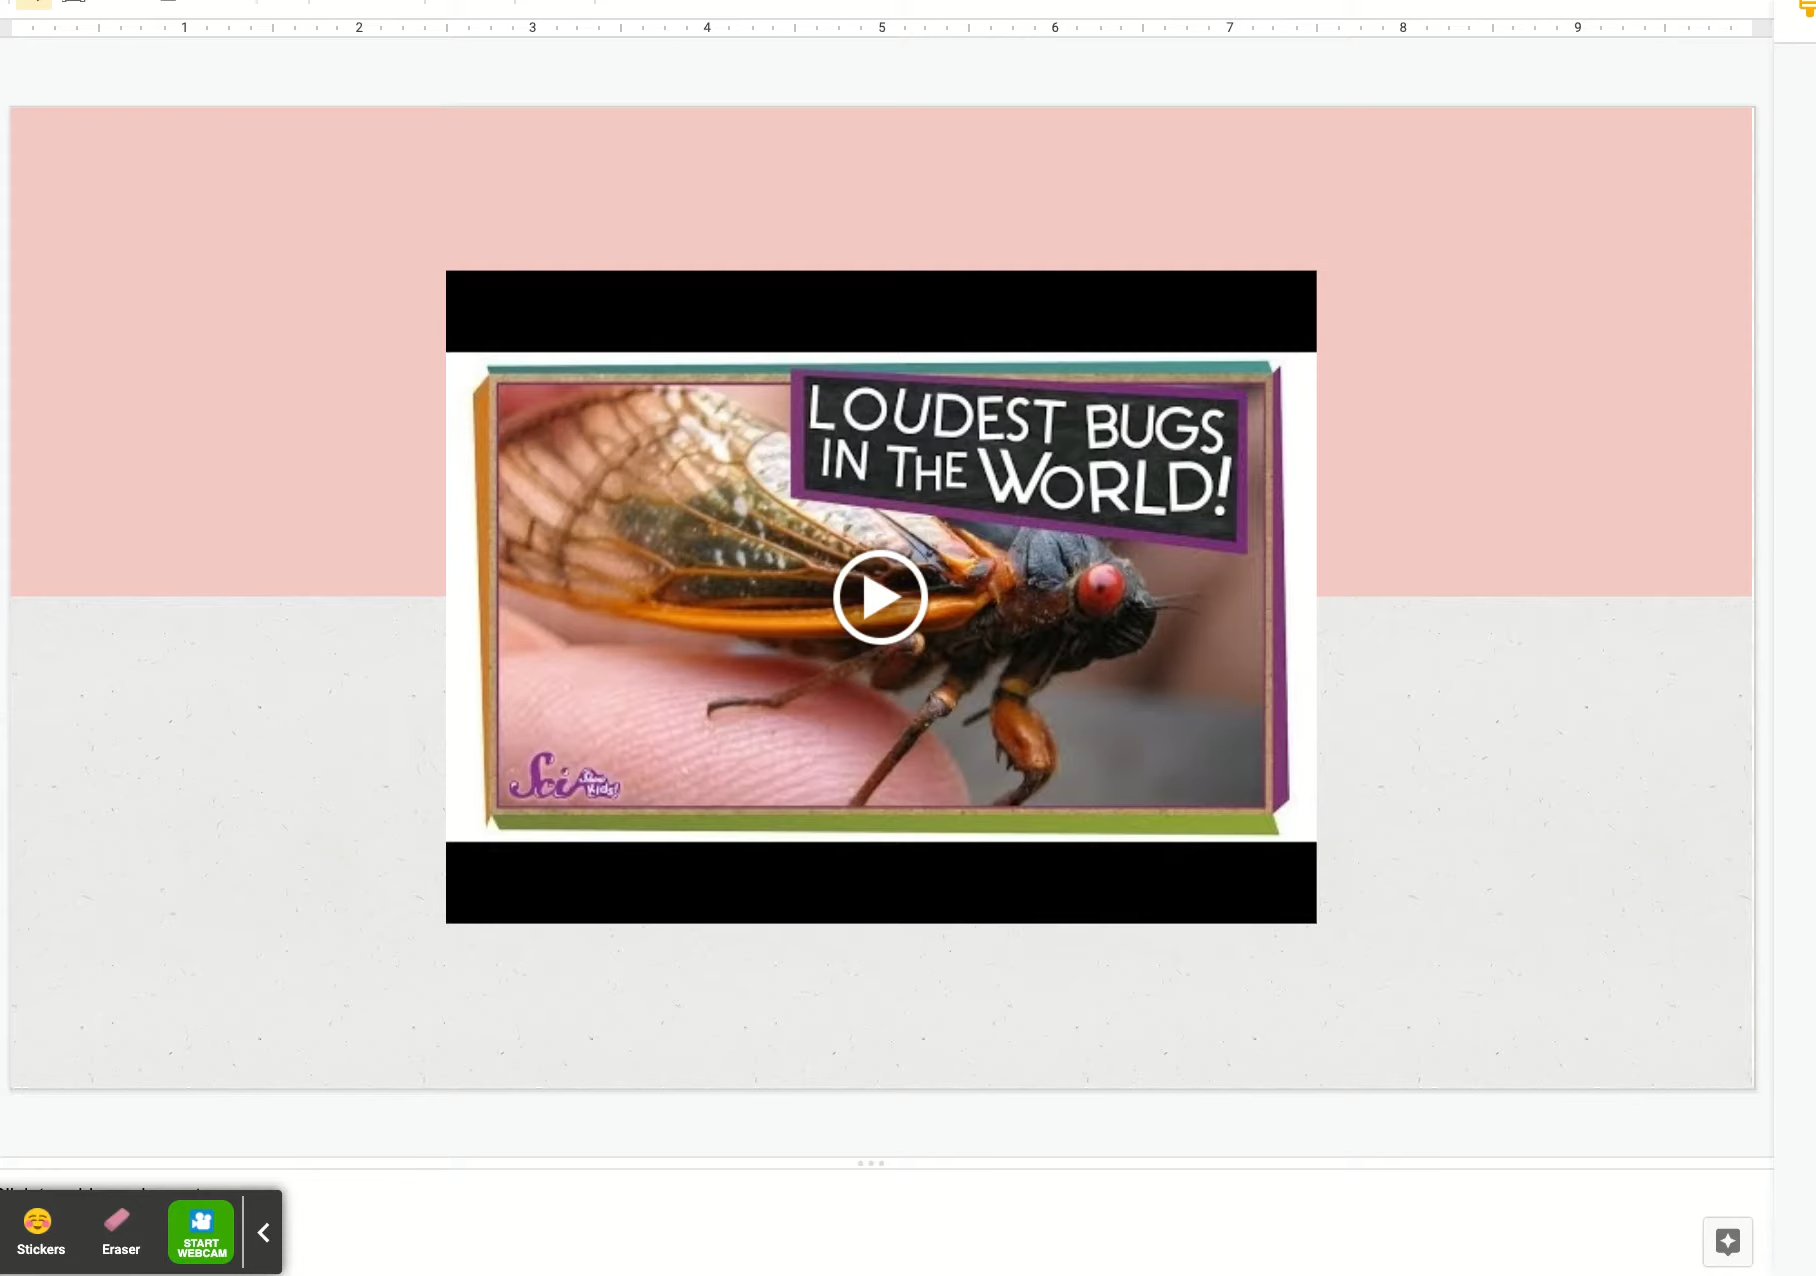 1 2 3 4 5 6 7 8 9
LOUDEST BUGS
IN THE WORLD!
Sci Show
Kids!
Stickers
Eraser
START
WEBCAM